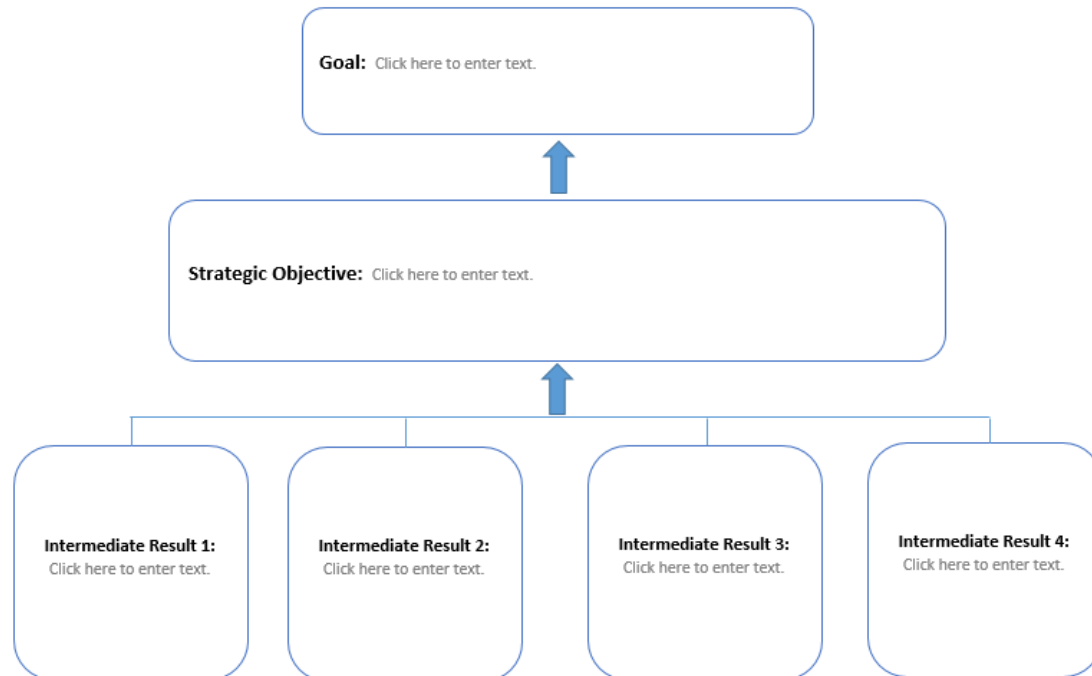 Goal: Click here to enter text.
Strategic Objective: Click here to enter text.
Intermediate Result 1:
Click here to enter text.
Intermediate Result 2:
Click here to enter text.
Intermediate Result 3:
Click here to enter text.
Intermediate Result 4:
Click here to enter text.